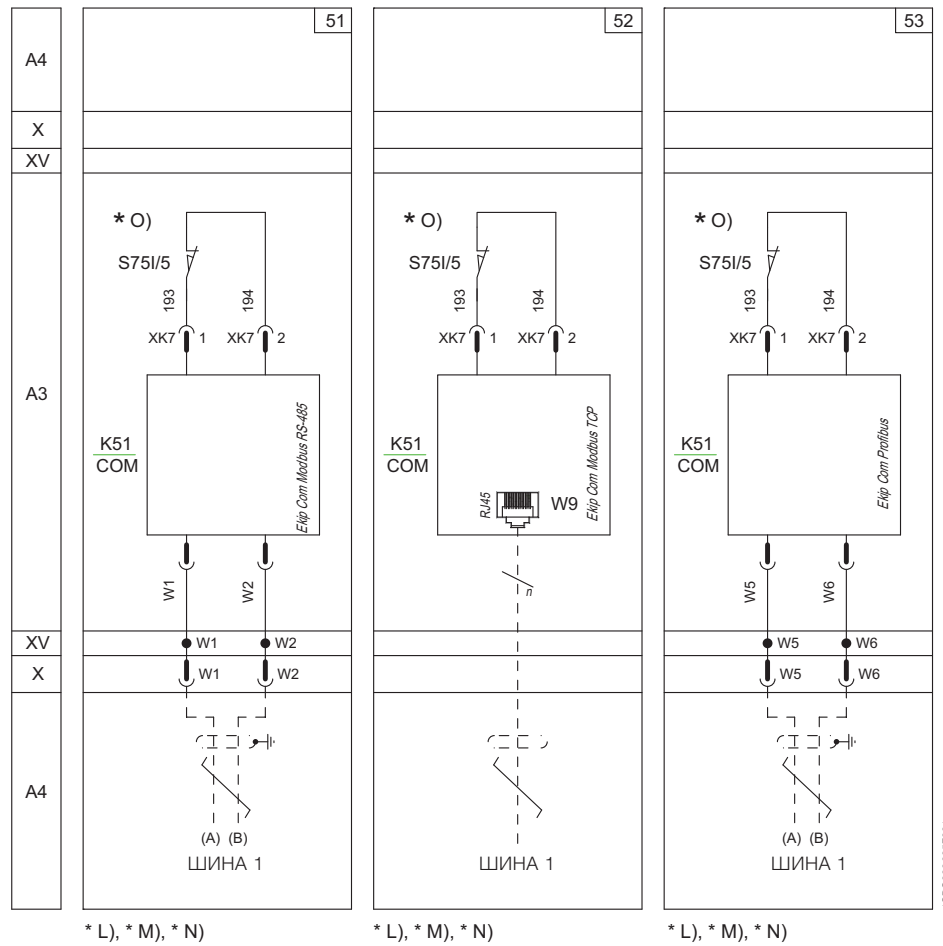 A4
X
XV
A3
XV
X
A4
51
* O)
S75I/5
193
194
XK7 1
XK7 2
K51
COM
Ekip Com Modbus RS-485
W1
W2
W1
W2
W1
W2
(A) (B)
ШИНА 1
* L), * M), * N)
52
* O)
S75I/5
193
194
XK7 1
XK7 2
K51
COM
Ekip Com Modbus TCP
RJ45
W9
n
ШИНА 1
* L), * M), * N)
53
* O)
S75I/5
193
194
XK7 1
XK7 2
K51
COM
Ekip Com Profibus
W5
W6
W5
W6
W5
W6
(A) (B)
ШИНА 1
* L), * M), * N)